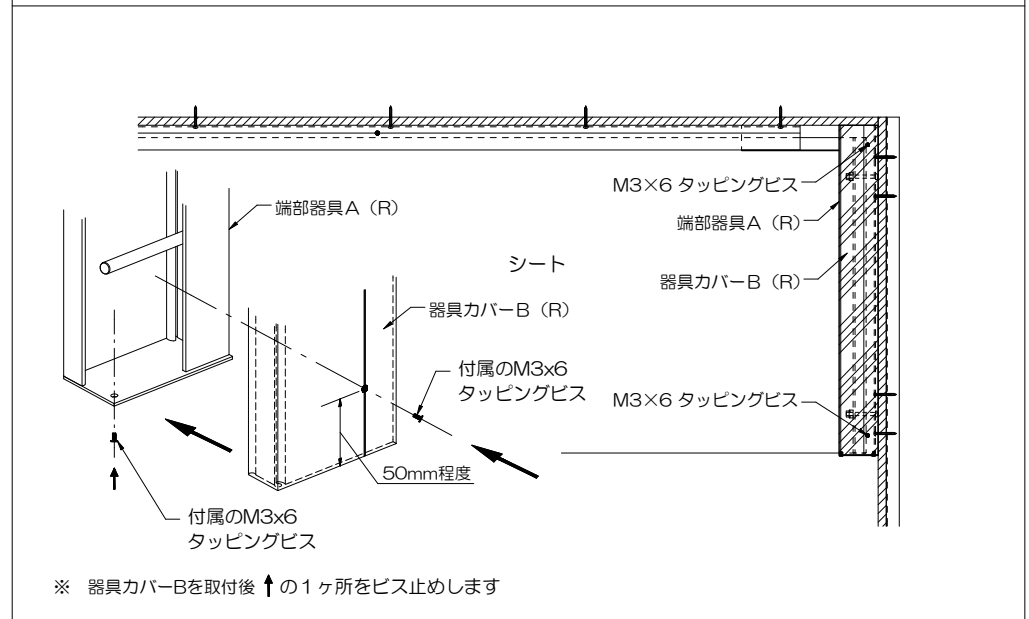 端部器具A（R）
シート
器具カバーB（R）
付属のM3x6
タッピングビス
50mm程度
付属のM3x6
タッピングビス
M3×6 タッピングビス
端部器具A（R）
器具カバーB（R）
M3×6 タッピングビス
※ 器具カバーBを取付後⬆の1ヶ所をビス止めします